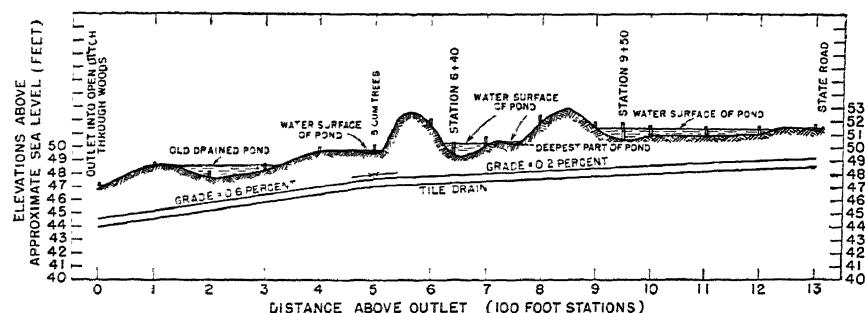 ELEVATIONS ABOVE
APPROXIMATE SEA LEVEL (FEET)
50
49
48
47
46
45
44
43
42
41
40
OUTLET INTO OPEN DITCH
THROUGH WOODS
OLD DRAINED POND
WATER SURFACE
OF POND
5 GUM TREES
STATION 6+40
WATER SURFACE
OF POND
DEEPEST PART OF POND
STATION 9+50
WATER SURFACE OF POND
STATE ROAD
GRADE=0.6 PERCENT
GRADE=0.2 PERCENT
TILE DRAIN
53
52
51
50
49
48
47
46
45
44
43
42
41
40
0 1 2 3 4 5 6 7 8 9 10 11 12 13
DISTANCE ABOVE OUTLET (100 FOOT STATIONS)